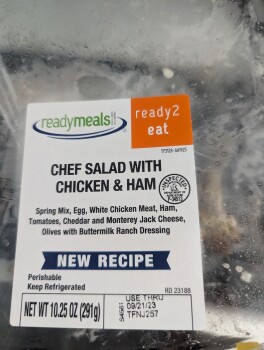 readymeals
ready2
eat
CHEF SALAD WITH
CHICKEN & HAM
INSPECTED
Spring Mix, Egg, White Chicken Meat, Ham,
Tomatoes, Cheddar and Monterey Jack Cheese,
Olives with Buttermilk Ranch Dressing
NEW RECIPE
Perishable
Keep Refrigerated
RD 23188
NET WT 10.25 OZ (291g)
USE THRU
09/21/23
TFNJ257